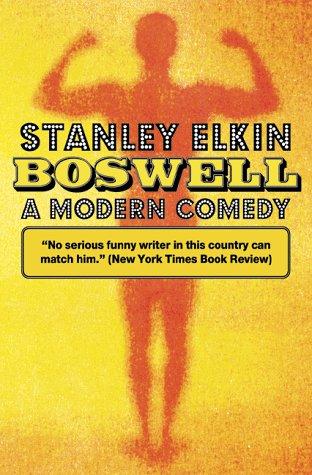 STANLEY ELKIN
BOSWELL
A MODERN COMEDY
“No serious funny writer in this country can
match him.” (New York Times Book Review)